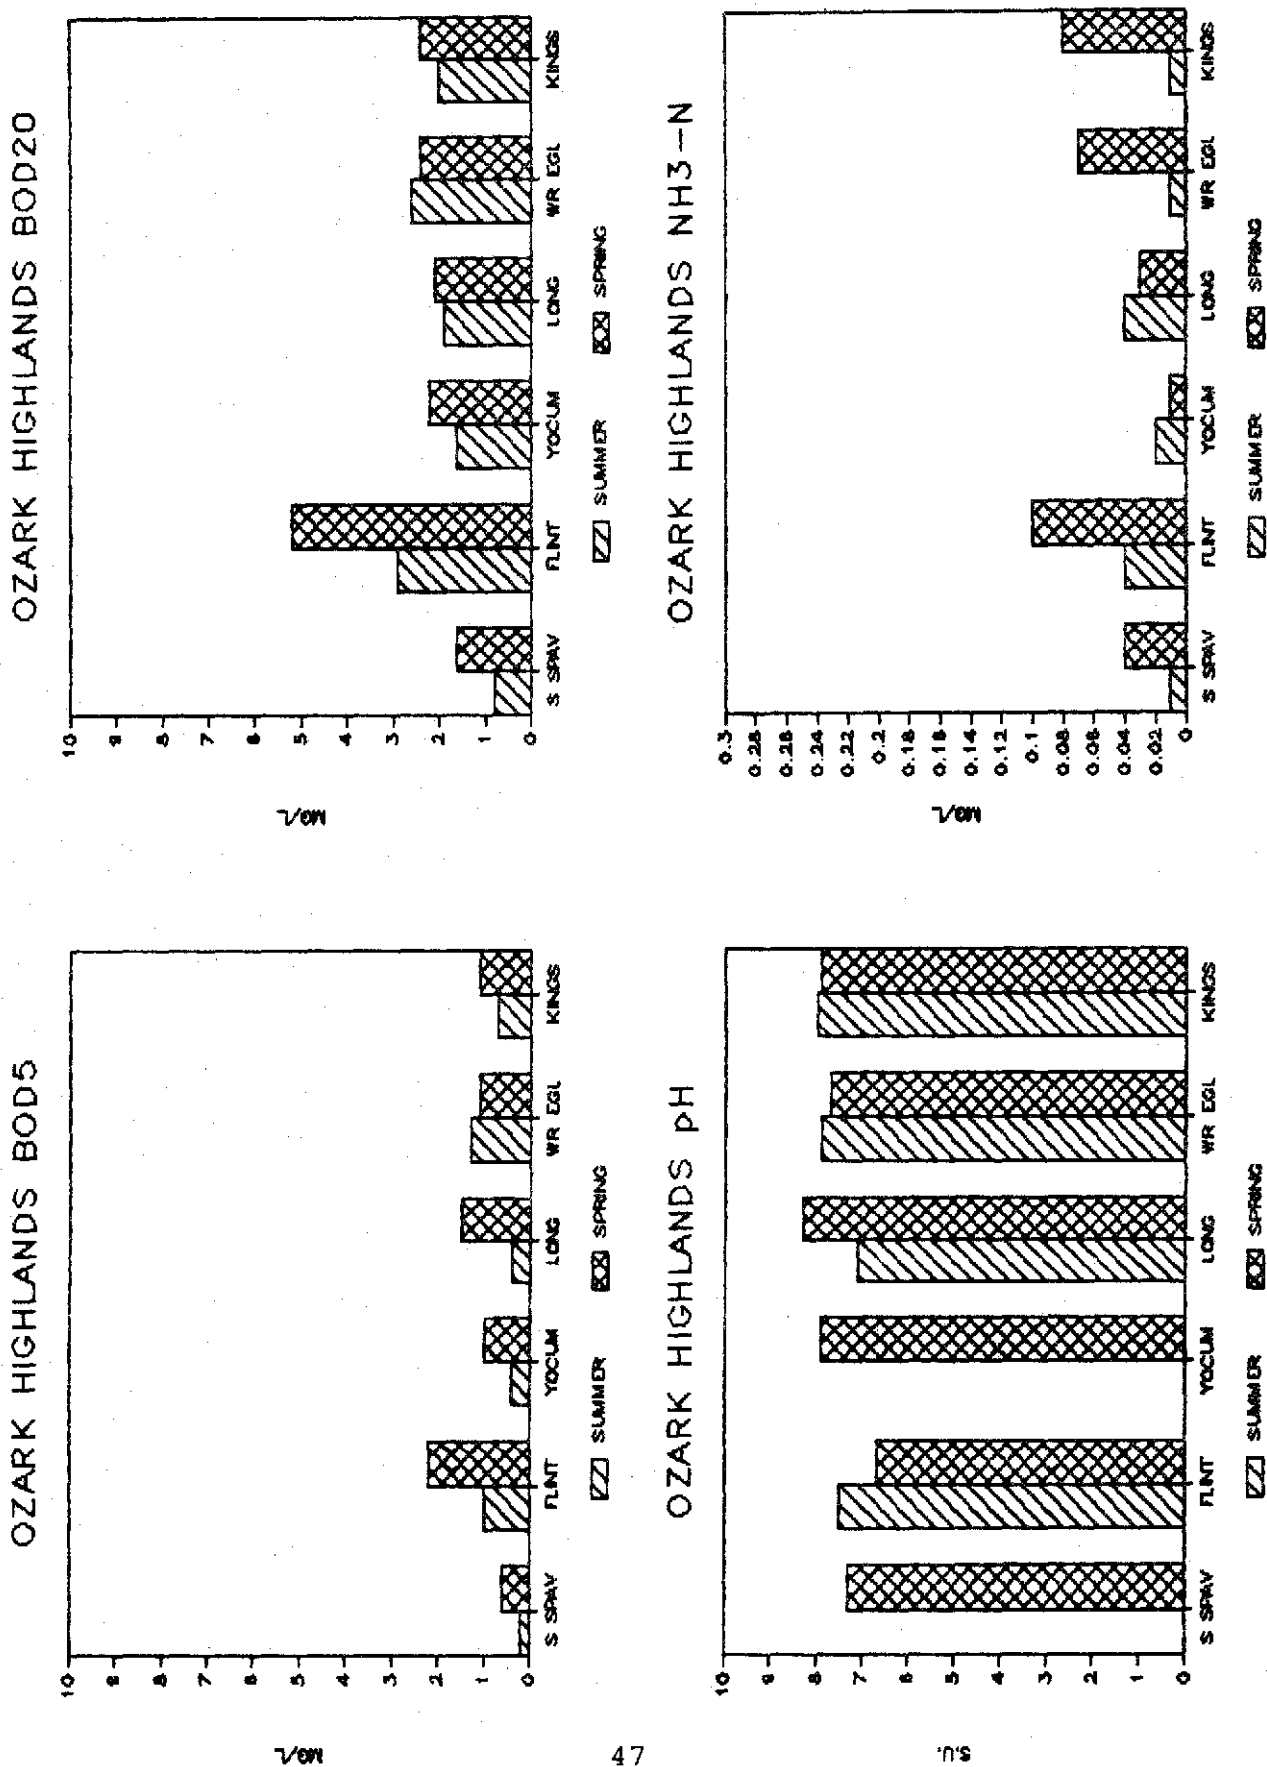 OZARK HIGHLANDS BOD5
MG/L
10
9
8
7
6
5
4
3
2
1
0
S SPAV
FLINT
YOCUM
LONG
WR EGL
KINGS
SUMMER
SPRING
OZARK HIGHLANDS BOD20
MG/L
10
9
8
7
6
5
4
3
2
1
0
S SPAV
FLINT
YOCUM
LONG
WR EGL
KINGS
SUMMER
SPRING
OZARK HIGHLANDS pH
S.U.
10
9
8
7
6
5
4
3
2
1
0
S SPAV
FLINT
YOCUM
LONG
WR EGL
KINGS
SUMMER
SPRING
OZARK HIGHLANDS NH3-N
MG/L
0.3
0.28
0.26
0.24
0.22
0.2
0.18
0.16
0.14
0.12
0.1
0.08
0.06
0.04
0.02
0
S SPAV
FLINT
YOCUM
LONG
WR EGL
KINGS
SUMMER
SPRING
47